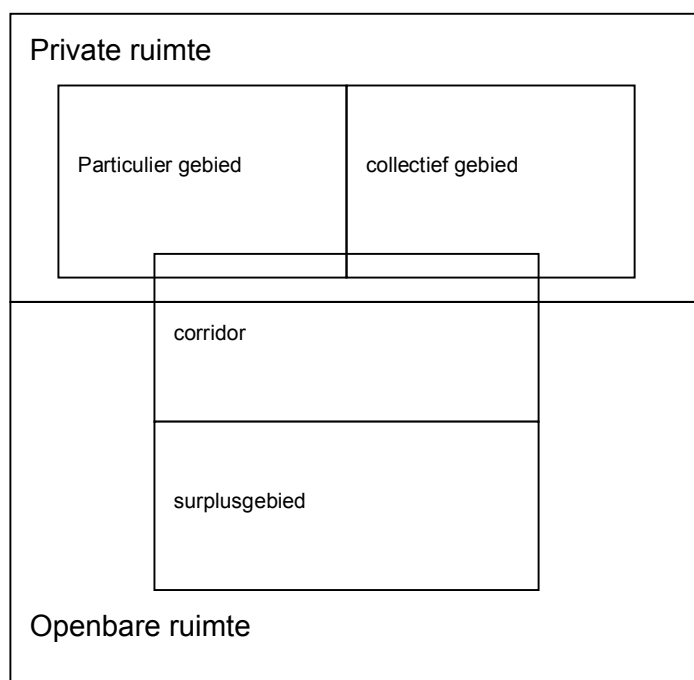 Private ruimte
Particulier gebied
collectief gebied
corridor
surplusgebied
Openbare ruimte